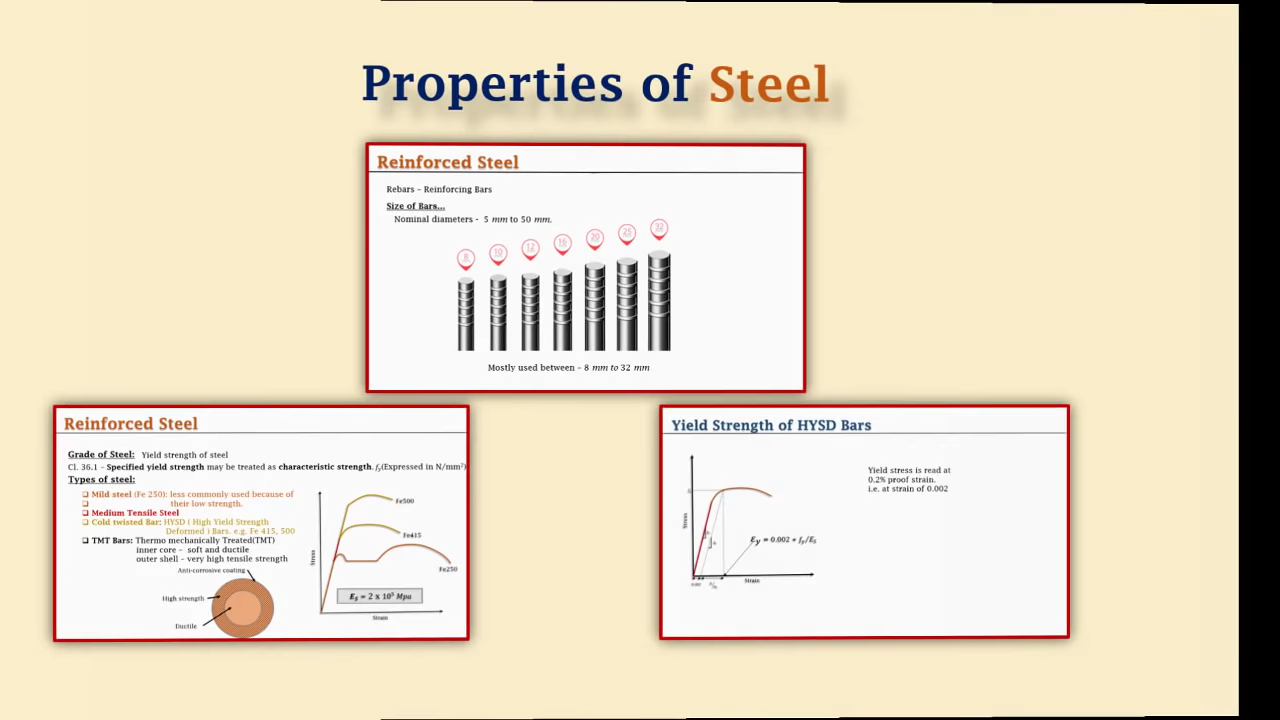 Properties of Steel
Reinforced Steel
Rebars – Reinforcing Bars
Size of Bars...
Nominal diameters - 5 mm to 50 mm.
8 10 12 16 20 25 32
Mostly used between – 8 mm to 32 mm
Reinforced Steel
Grade of Steel: Yield strength of steel
Cl. 36.1 – Specified yield strength may be treated as characteristic strength. fy(Expressed in N/mm²)
Types of steel:
Mild steel (Fe 250): less commonly used because of
their low strength.
Medium Tensile Steel
Cold twisted Bar: HYSD ( High Yield Strength
Deformed ) Bars. e.g. Fe 415, 500
TMT Bars: Thermo mechanically Treated(TMT)
inner core – soft and ductile
outer shell – very high tensile strength
Anti-corrosive coating
High strength
Ductile
Stress
Fe500
Fe415
Fe250
Es = 2 x 10⁵ Mpa
Strain
Yield Strength of HYSD Bars
Yield stress is read at
0.2% proof strain.
i.e. at strain of 0.002
Stress
Ey = 0.002 + fy/Es
Strain